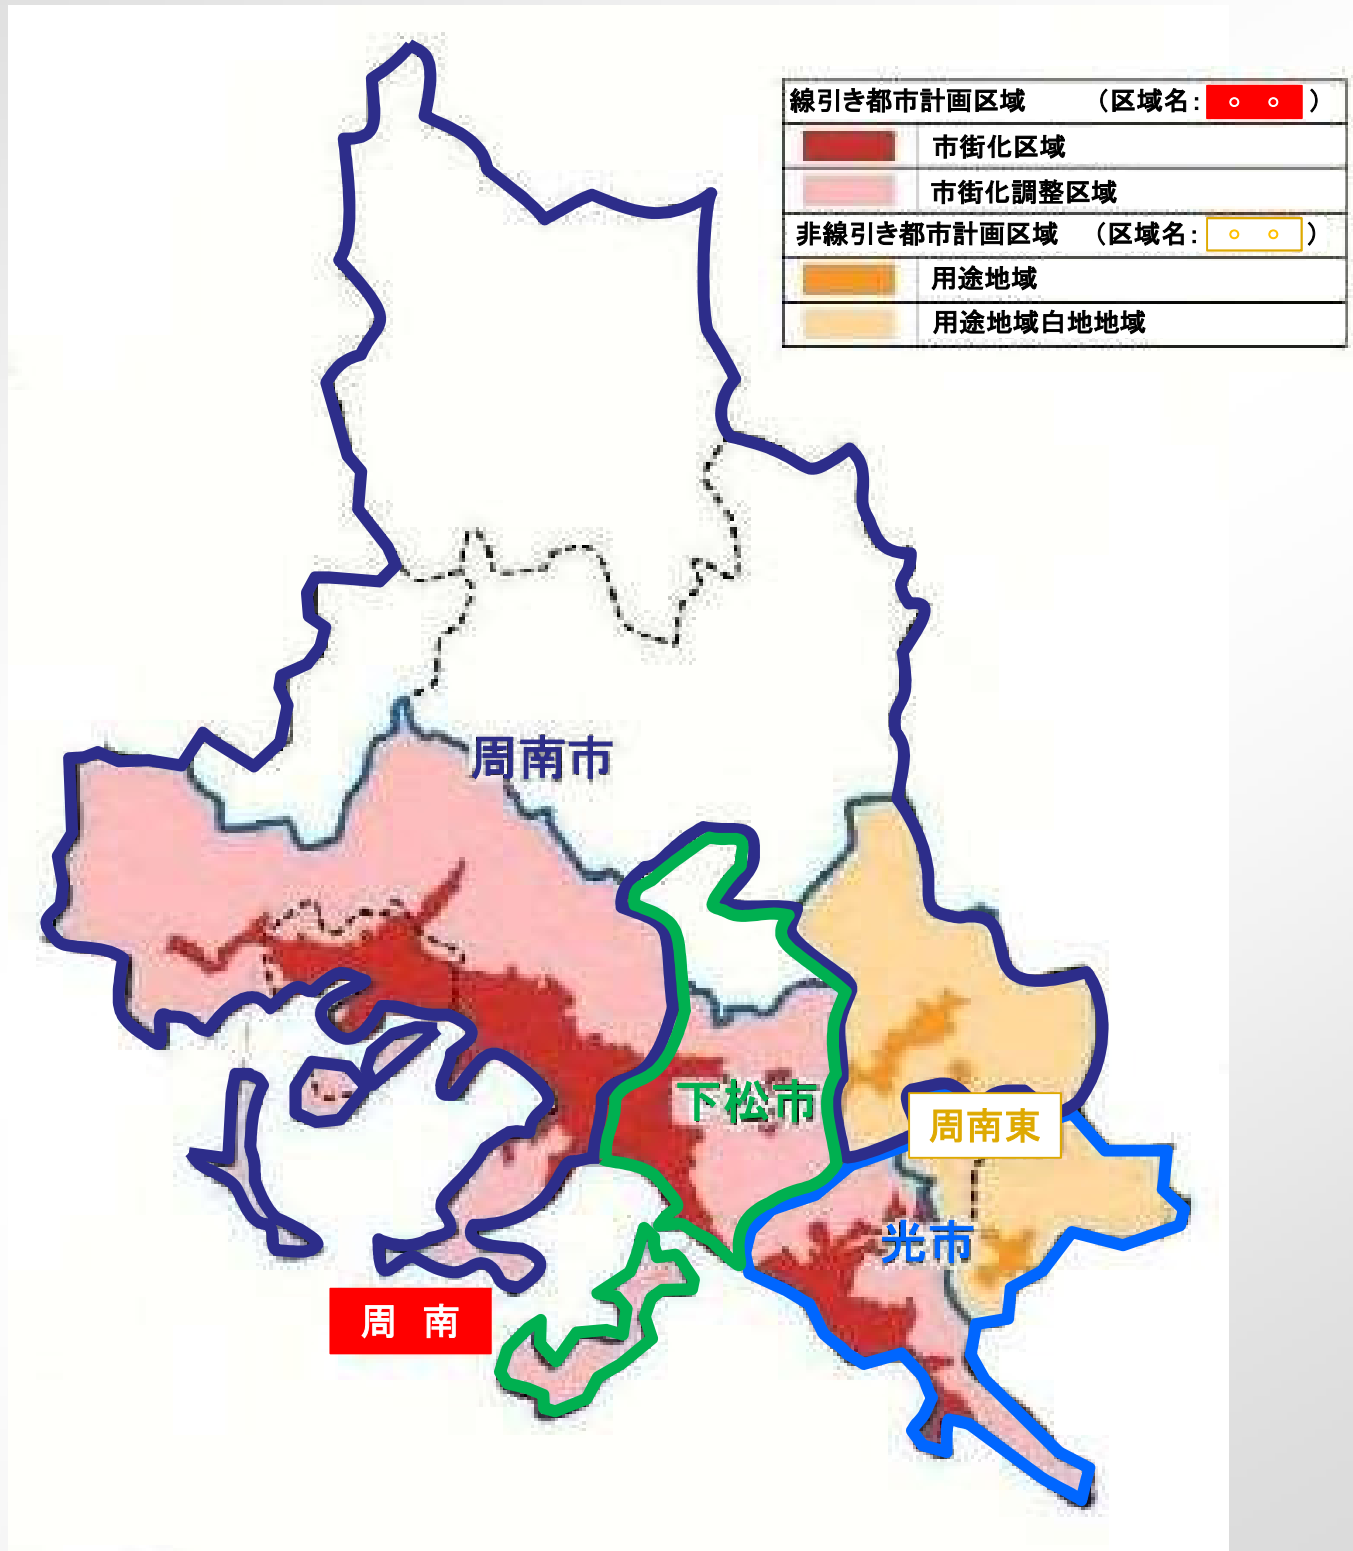 線引き都市計画区域 （区域名：○ ○）
市街化区域
市街化調整区域
非線引き都市計画区域 （区域名：○ ○）
用途地域
用途地域白地地域
周南市
下松市
周南東
光市
周 南